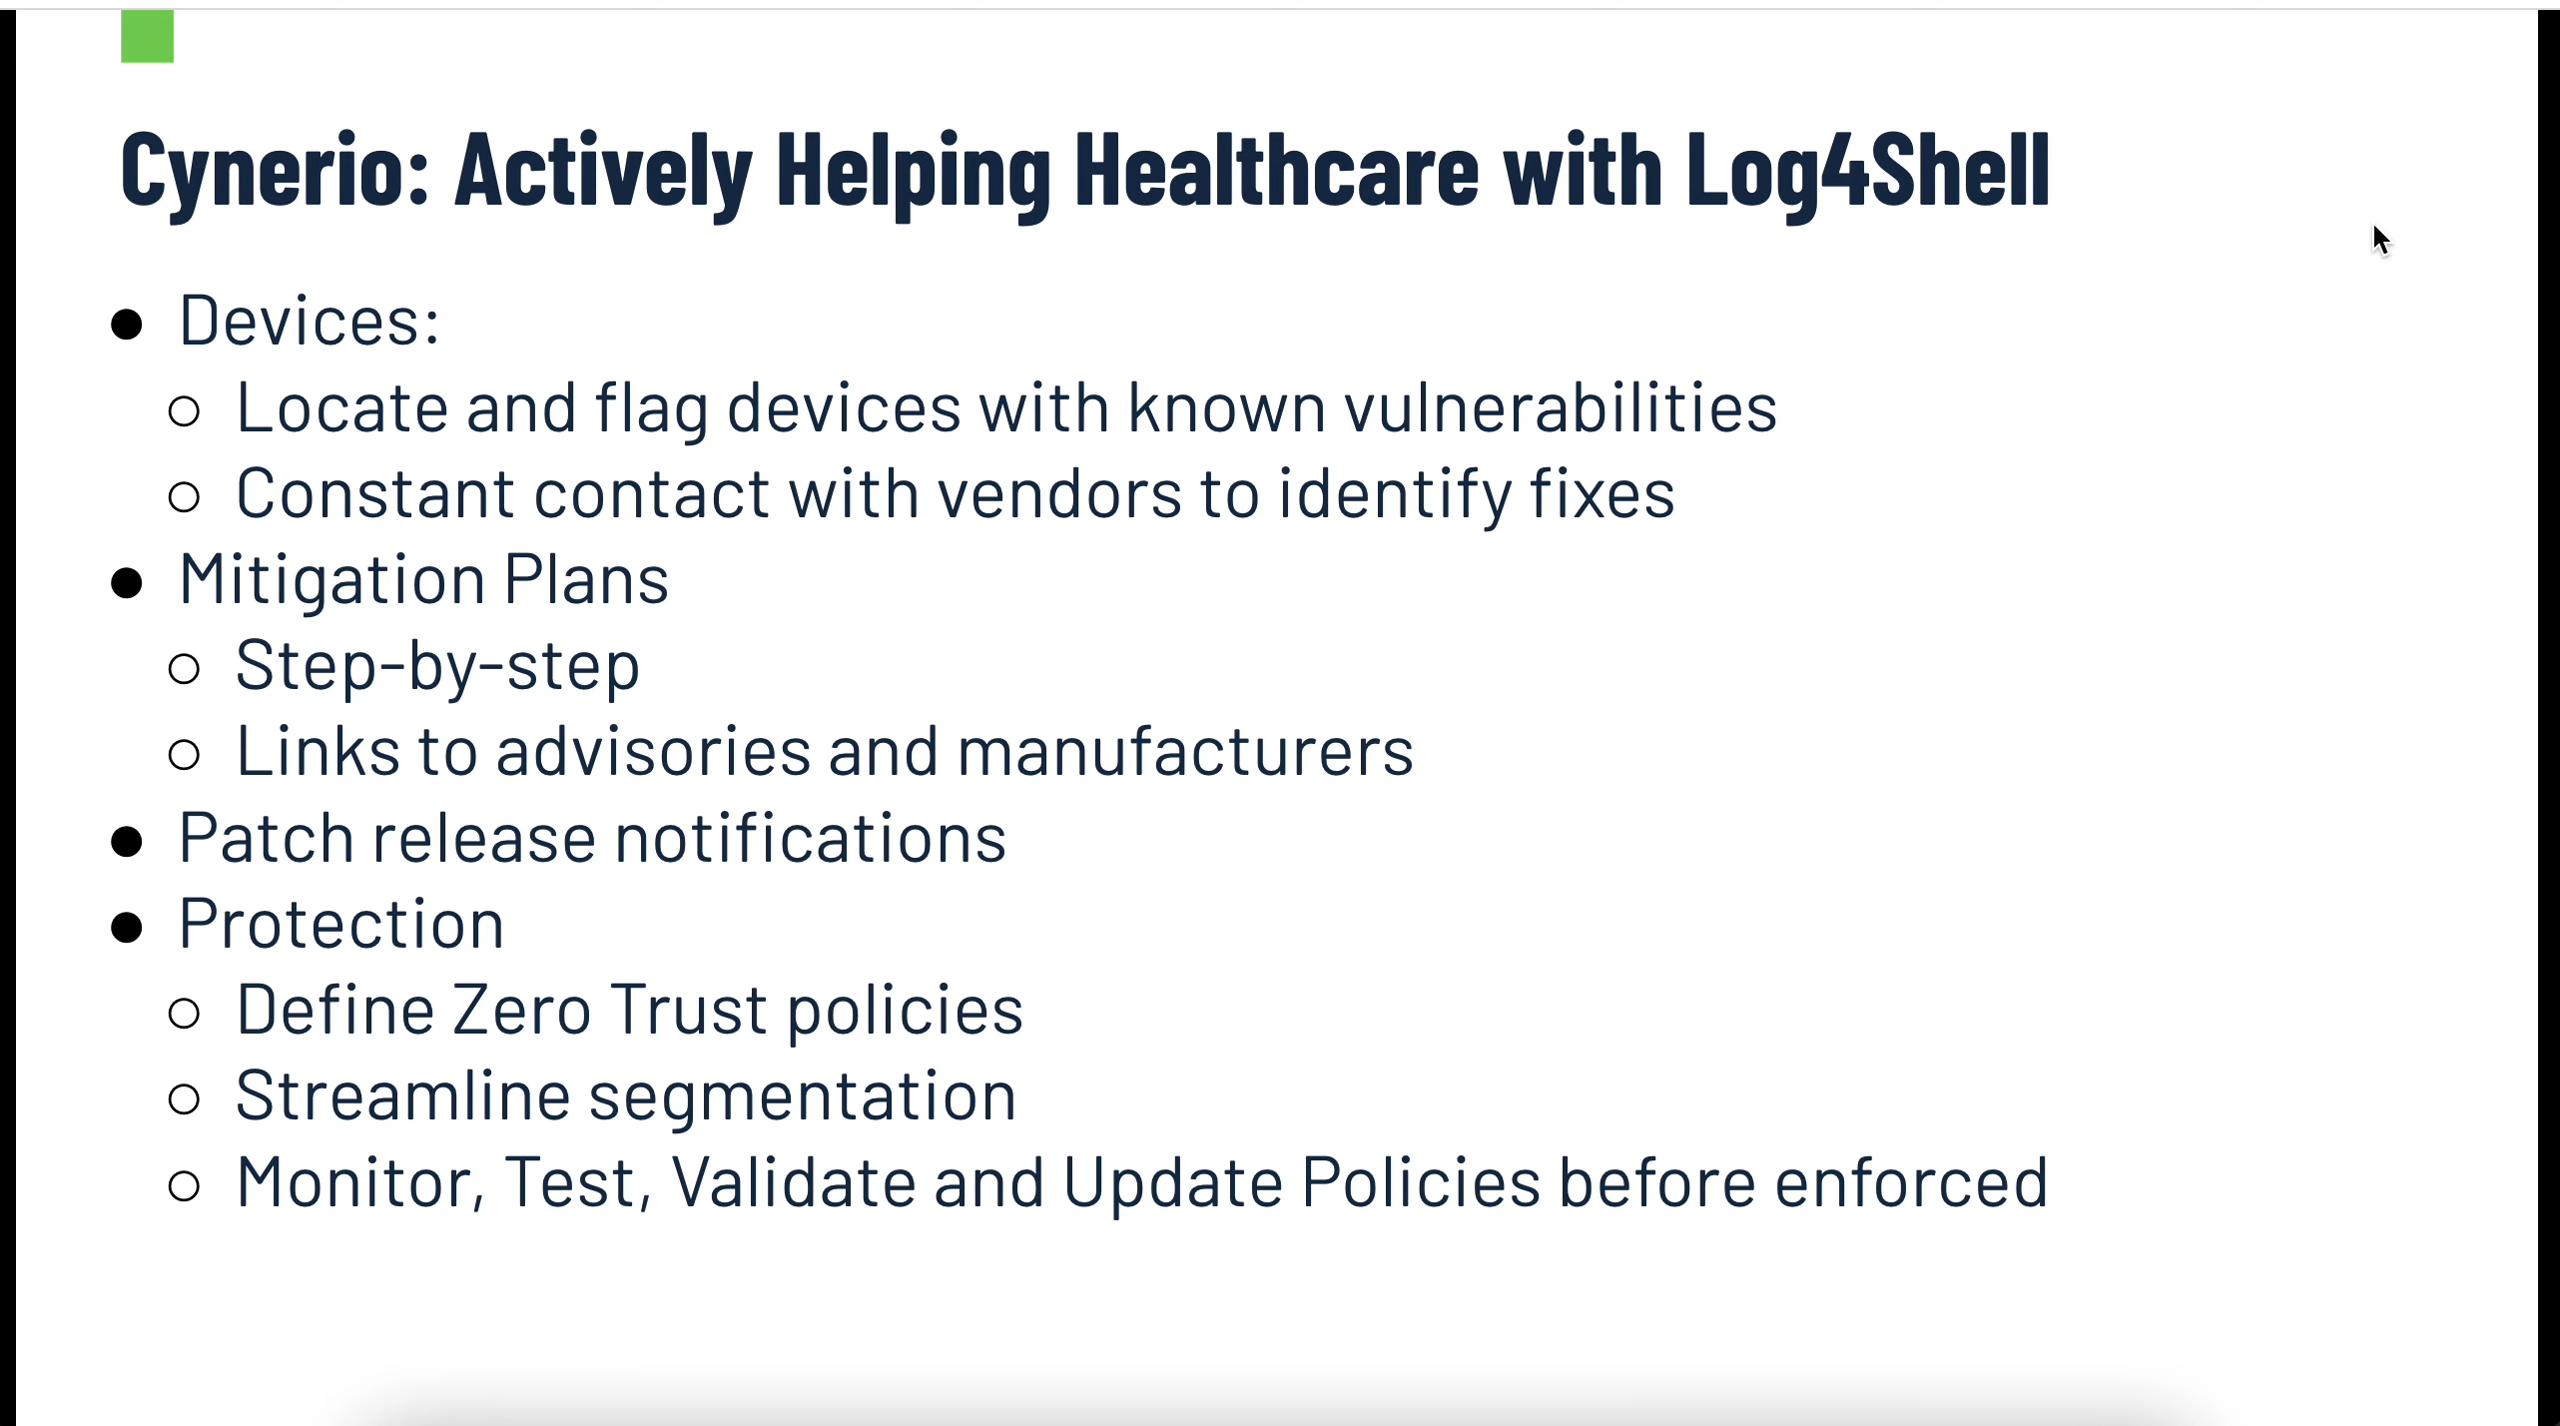 Cynerio: Actively Helping Healthcare with Log4Shell
● Devices:
○ Locate and flag devices with known vulnerabilities
○ Constant contact with vendors to identify fixes
● Mitigation Plans
○ Step-by-step
○ Links to advisories and manufacturers
● Patch release notifications
● Protection
○ Define Zero Trust policies
○ Streamline segmentation
○ Monitor, Test, Validate and Update Policies before enforced